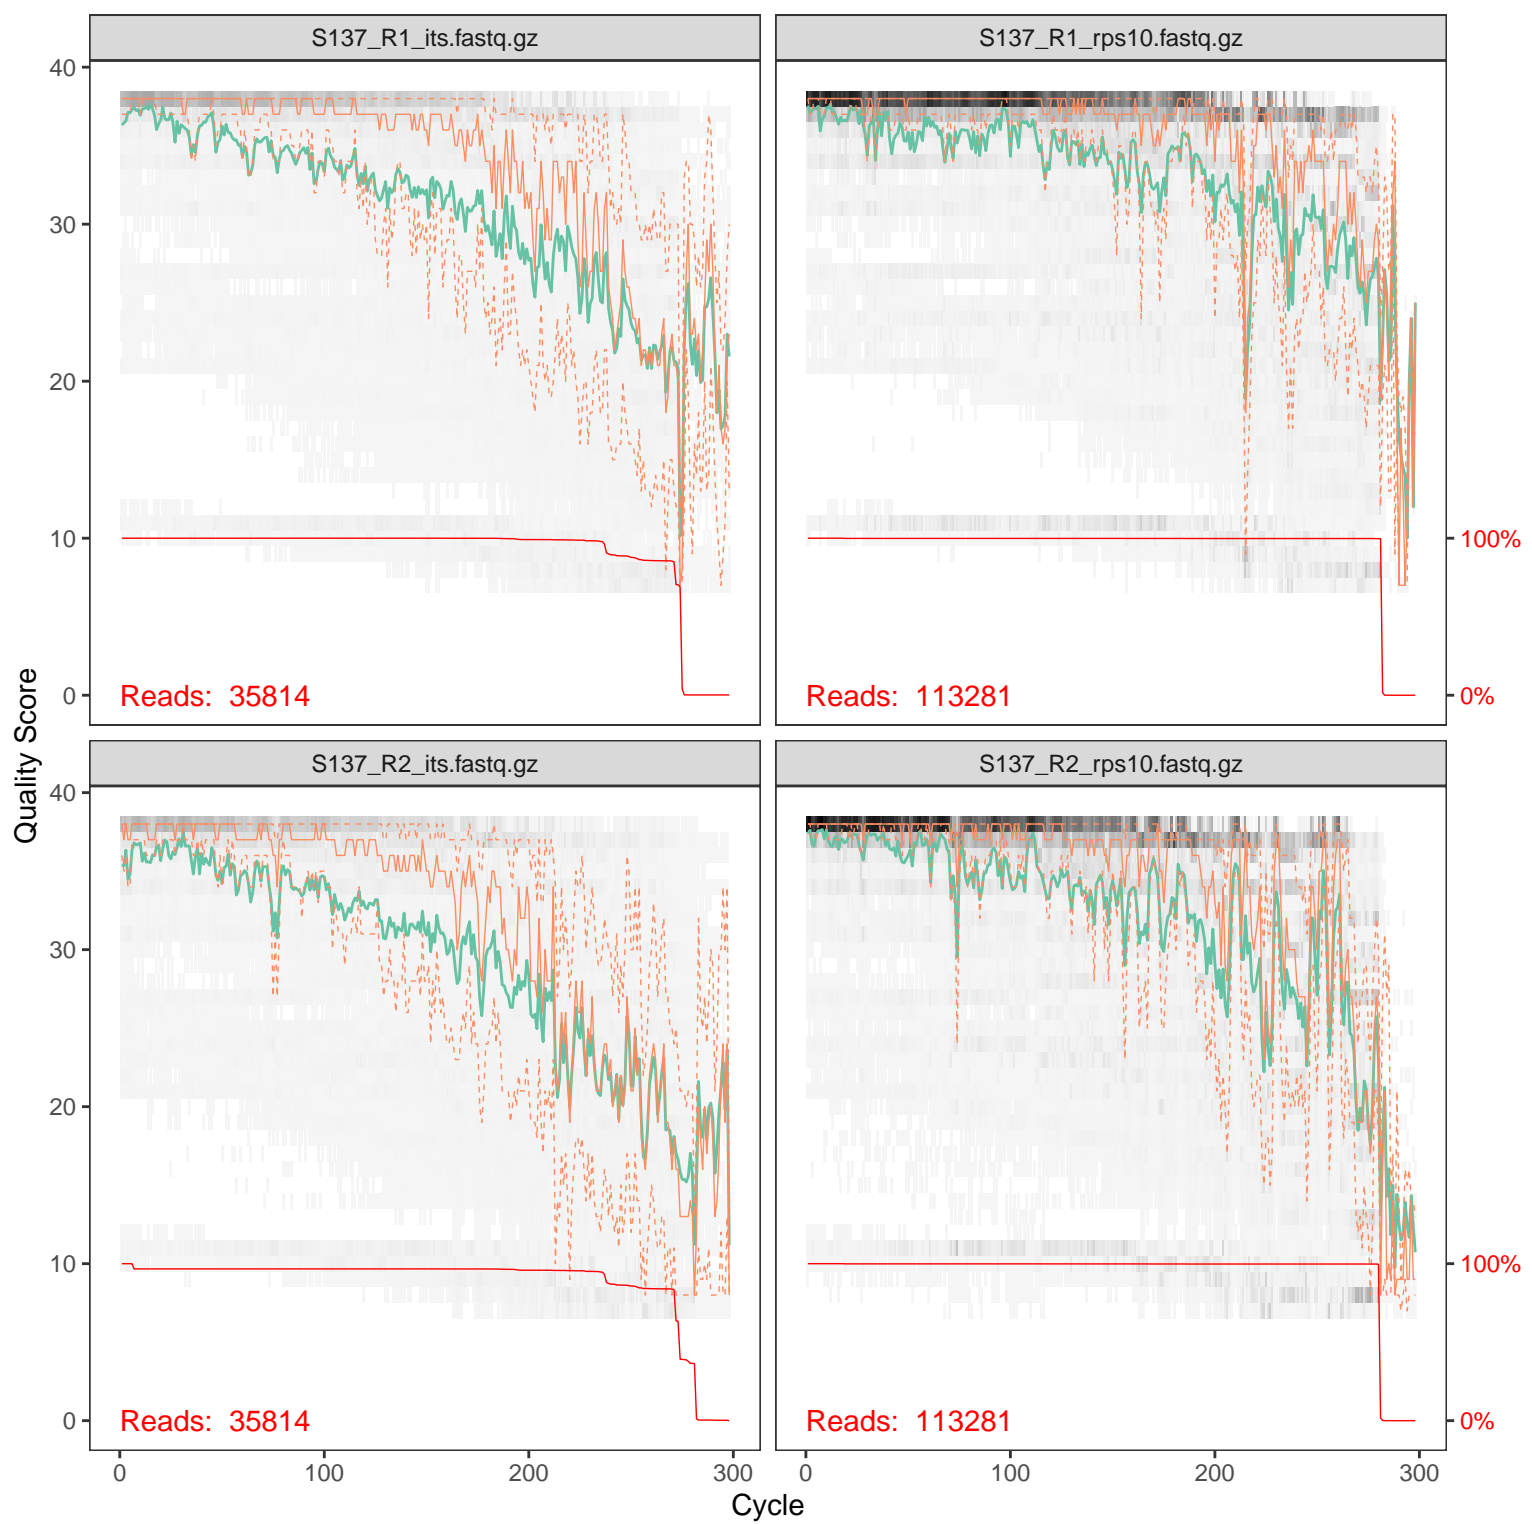 S137_R1_its.fastq.gz
S137_R1_rps10.fastq.gz
40
30
20
10
0
Reads: 35814
Reads: 113281
100%
0%
Quality Score
S137_R2_its.fastq.gz
S137_R2_rps10.fastq.gz
40
30
20
10
0
Reads: 35814
Reads: 113281
100%
0%
0 100 200 300
0 100 200 300
Cycle